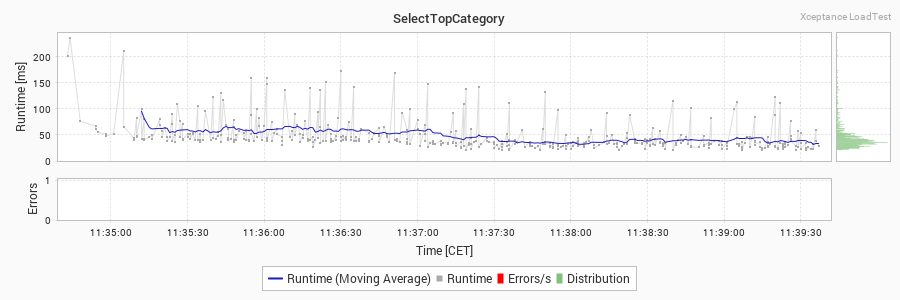 SelectTopCategory
Xceptance LoadTest
Runtime [ms]
200
150
100
50
0
Errors
1
0
11:35:00 11:35:30 11:36:00 11:36:30 11:37:00 11:37:30 11:38:00 11:38:30 11:39:00 11:39:30
Time [CET]
Runtime (Moving Average) Runtime Errors/s Distribution